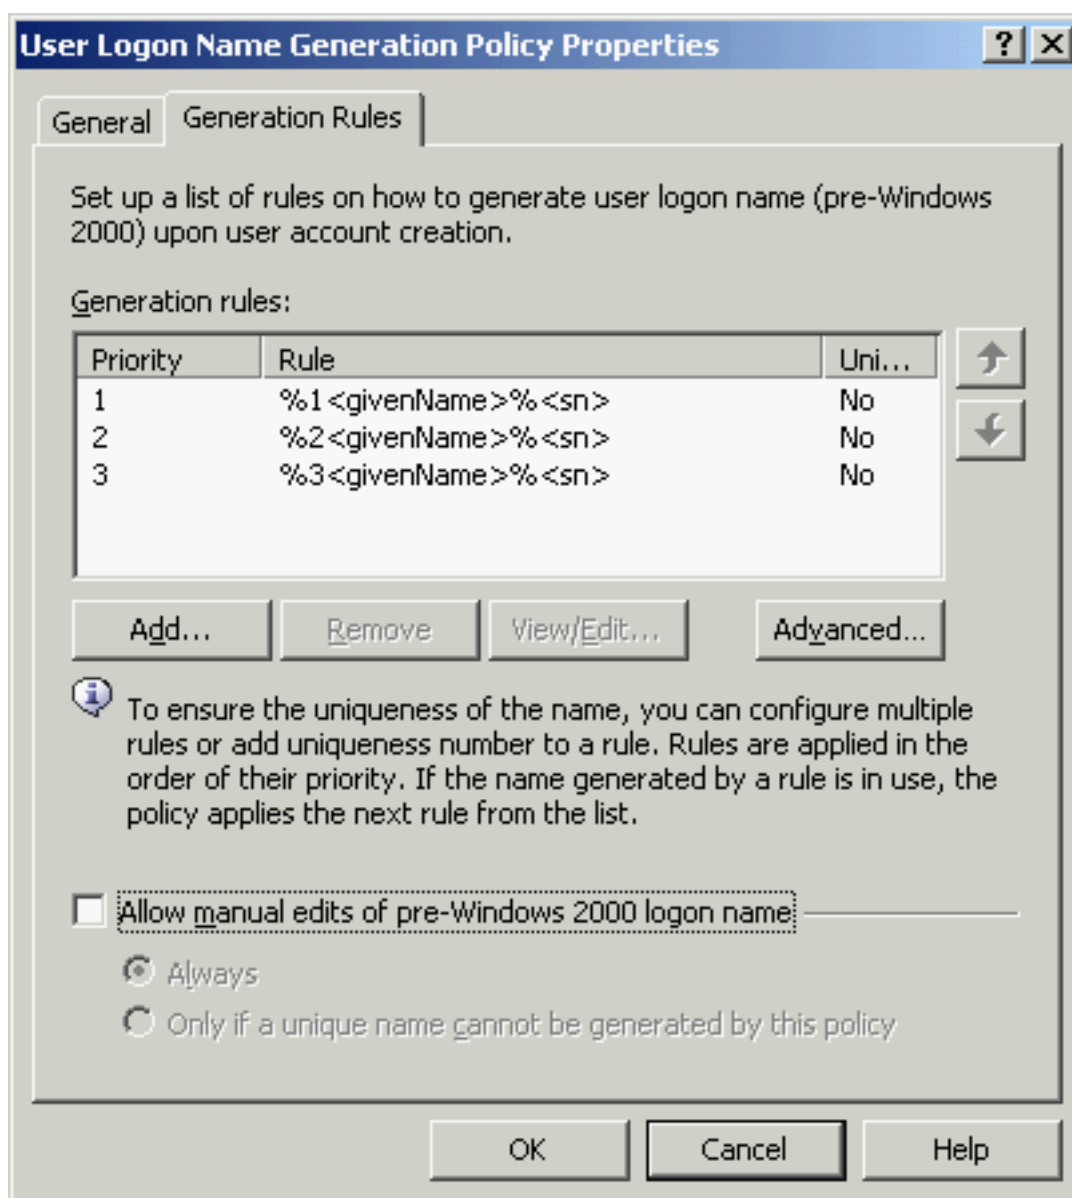 User Logon Name Generation Policy Properties
General Generation Rules
Set up a list of rules on how to generate user logon name (pre-Windows
2000) upon user account creation.
Generation rules:
Priority Rule Uni...
1 %1<givenName>%<sn> No
2 %2<givenName>%<sn> No
3 %3<givenName>%<sn> No
Add... Remove View/Edit... Advanced...
To ensure the uniqueness of the name, you can configure multiple
rules or add uniqueness number to a rule. Rules are applied in the
order of their priority. If the name generated by a rule is in use, the
policy applies the next rule from the list.
Allow manual edits of pre-Windows 2000 logon name
Always
Only if a unique name cannot be generated by this policy
OK Cancel Help